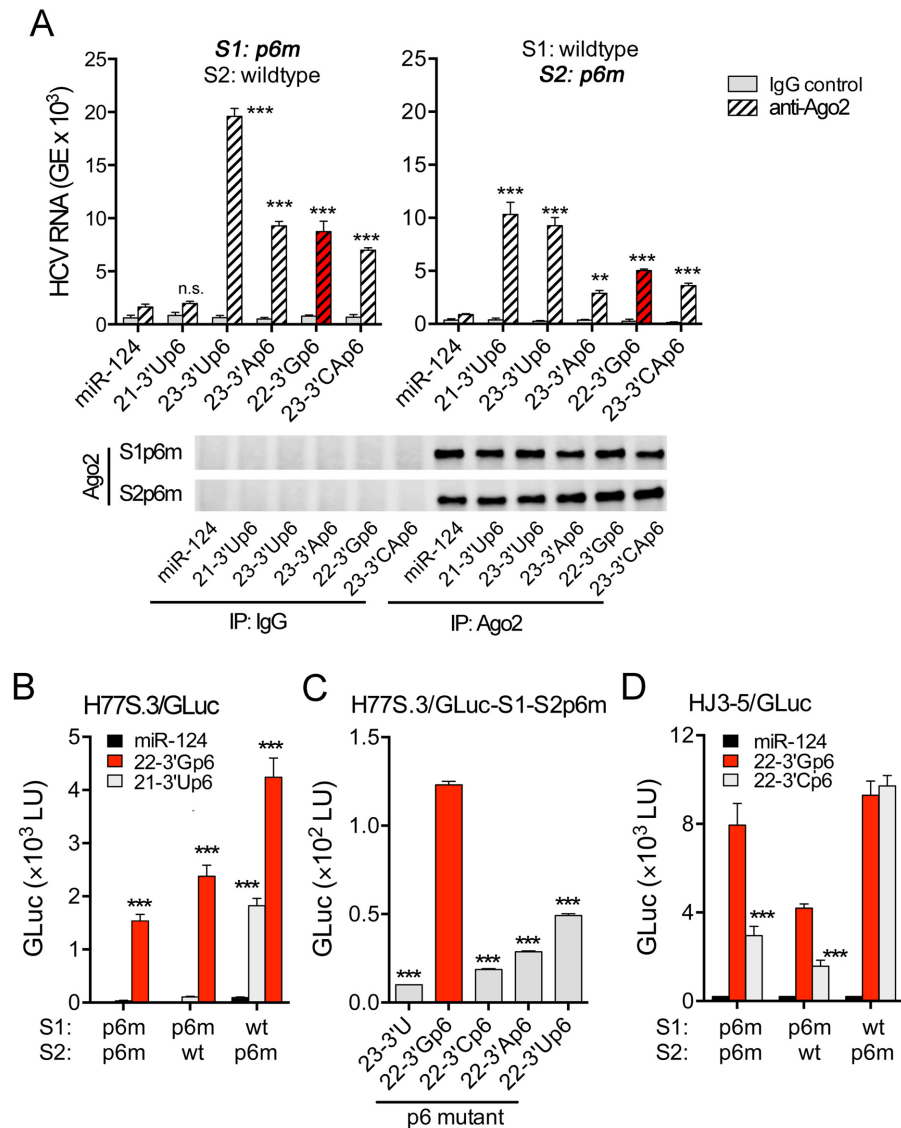 A
S1: p6m
S2: wildtype
S1: wildtype
S2: p6m
IgG control
anti-Ago2
HCV RNA (GE x 10³)
25
20
15
10
5
0
n.s.
***
***
***
***
25
20
15
10
5
0
***
***
**
***
***
miR-124
21-3'Up6
23-3'Up6
23-3'Ap6
22-3'Gp6
23-3'CAp6
miR-124
21-3'Up6
23-3'Up6
23-3'Ap6
22-3'Gp6
23-3'CAp6
Ago2
S1p6m
S2p6m
miR-124
21-3'Up6
23-3'Up6
23-3'Ap6
22-3'Gp6
23-3'CAp6
miR-124
21-3'Up6
23-3'Up6
23-3'Ap6
22-3'Gp6
23-3'CAp6
IP: IgG
IP: Ago2
B
H77S.3/GLuc
miR-124
22-3'Gp6
21-3'Up6
GLuc (×10³ LU)
5
4
3
2
1
0
***
***
***
***
S1: p6m p6m wt
S2: p6m wt p6m
C
H77S.3/GLuc-S1-S2p6m
GLuc (×10² LU)
1.5
1.0
0.5
0.0
***
***
***
***
23-3'U
22-3'Gp6
22-3'Cp6
22-3'Ap6
22-3'Up6
p6 mutant
D
HJ3-5/GLuc
miR-124
22-3'Gp6
22-3'Cp6
GLuc (×10³ LU)
12
8
4
0
***
***
S1: p6m p6m wt
S2: p6m wt p6m